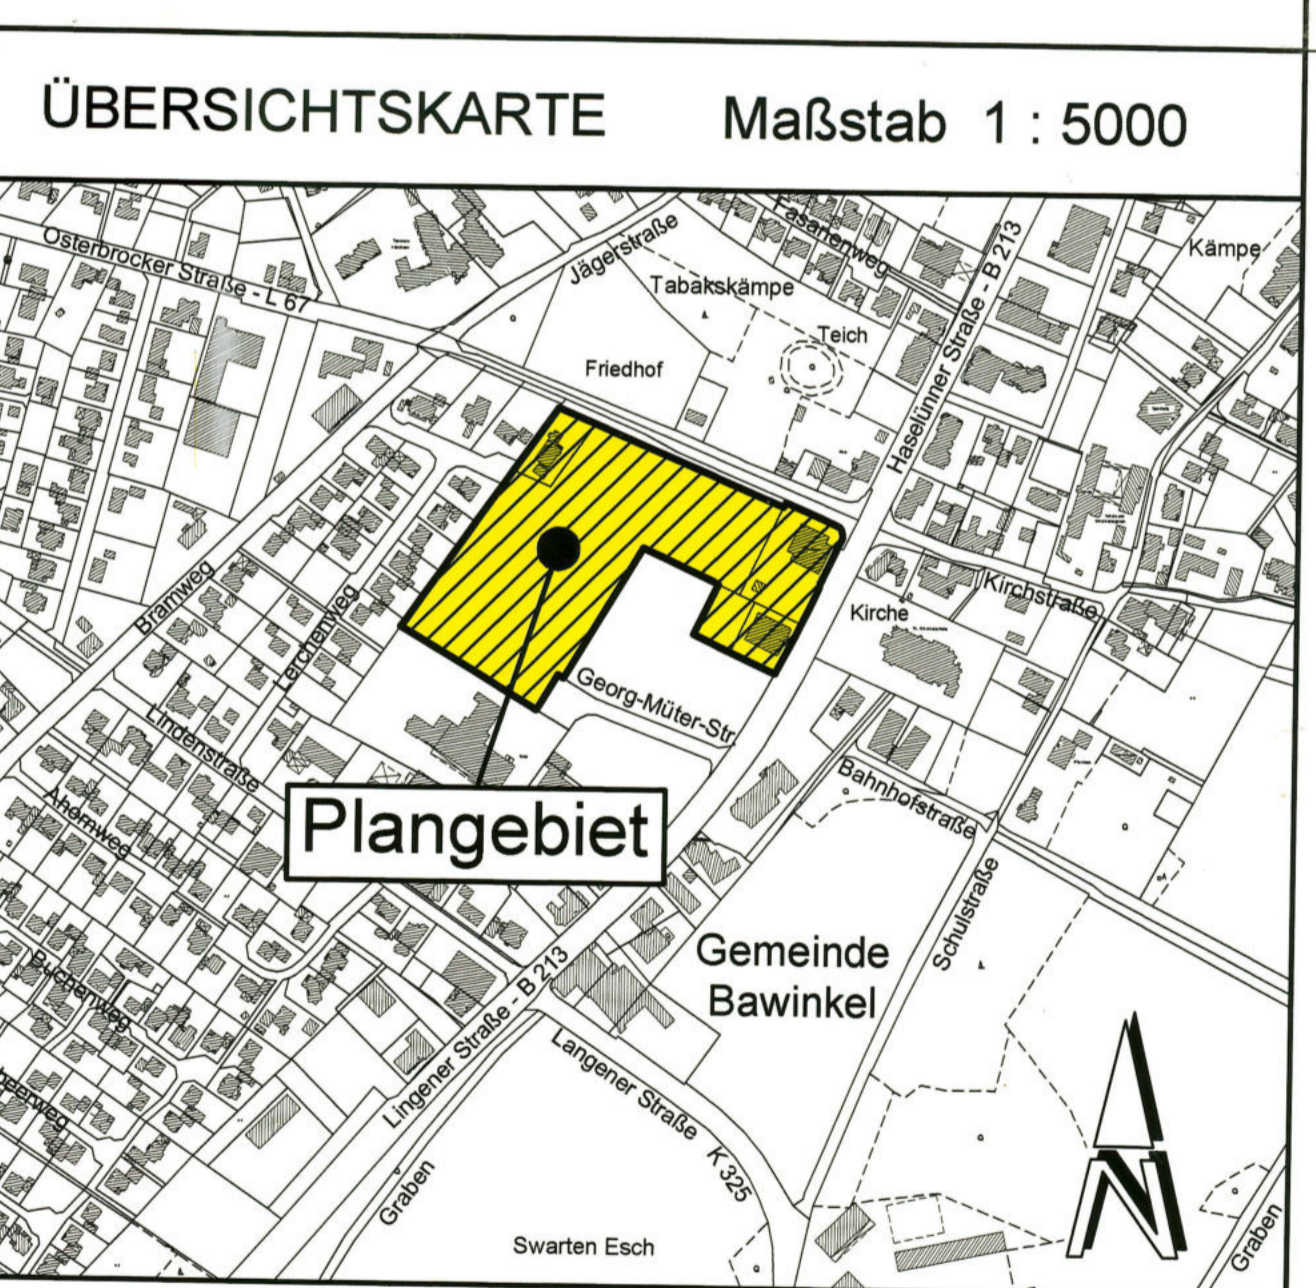 ÜBERSICHTSKARTE Maßstab 1 : 5000
Osterbrocker Straße - L 67
Jägerstraße
Fasanenweg
Haselünner Straße - B 213
Kämpe
Tabakskämpe
Teich
Friedhof
Bramweg
Lerchenweg
Kirche
Kirchstraße
Georg-Müter-Str
Lindenstraße
Ahornweg
Plangebiet
Bahnhofstraße
Schulstraße
Gemeinde
Bawinkel
Buchenweg
Lingener Straße - B 213
Langener Straße K 325
Graben
Swarten Esch
N
Graben